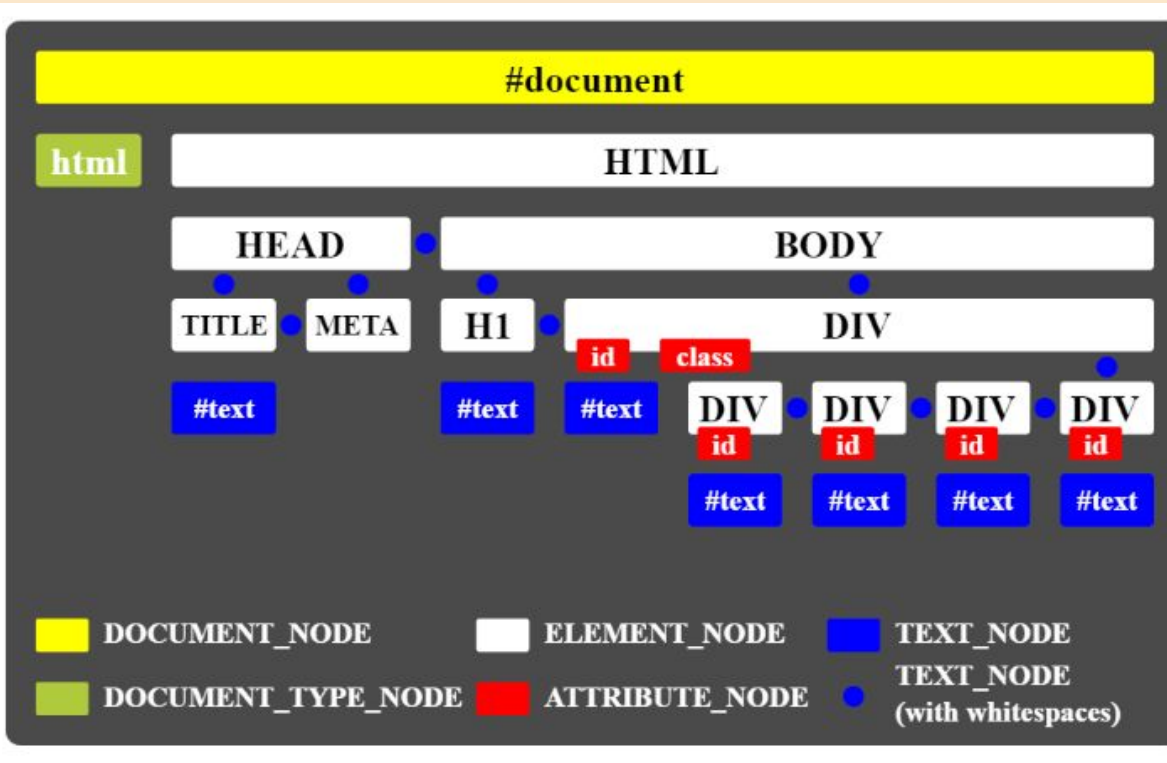 #document
html HTML
HEAD BODY
TITLE META H1 DIV
id class
#text #text #text DIV DIV DIV DIV
id id id id
#text #text #text #text
DOCUMENT_NODE ELEMENT_NODE TEXT_NODE
DOCUMENT_TYPE_NODE ATTRIBUTE_NODE TEXT_NODE
(with whitespaces)